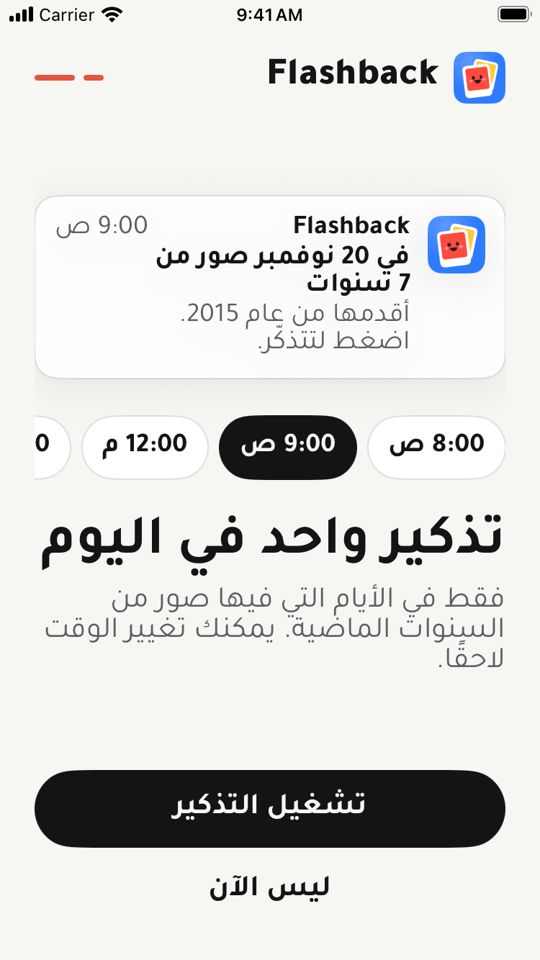 Carrier
9:41 AM
Flashback
Flashback
9:00 ص
في 20 نوفمبر صور من
7 سنوات
أقدمها من عام 2015.
اضغط لتتذكّر.
8:00 ص
9:00 ص
12:00 م
0
تذكير واحد في اليوم
فقط في الأيام التي فيها صور من
السنوات الماضية. يمكنك تغيير الوقت
لاحقًا.
تشغيل التذكير
ليس الآن